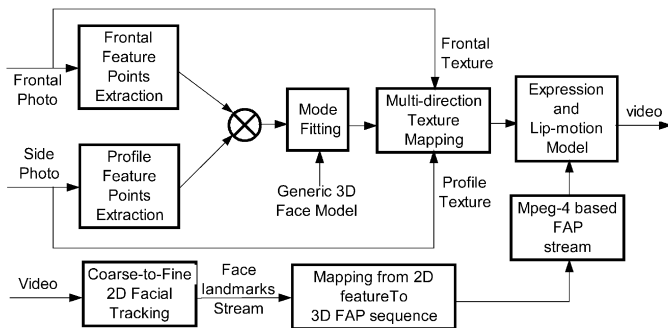 Frontal
Photo
Frontal
Feature
Points
Extraction
Side
Photo
Profile
Feature
Points
Extraction
Mode
Fitting
Generic 3D
Face Model
Frontal
Texture
Multi-direction
Texture
Mapping
Profile
Texture
Expression
and
Lip-motion
Model
video
Mpeg-4 based
FAP
stream
Video
Coarse-to-Fine
2D Facial
Tracking
Face
landmarks
Stream
Mapping from 2D
featureTo
3D FAP sequence